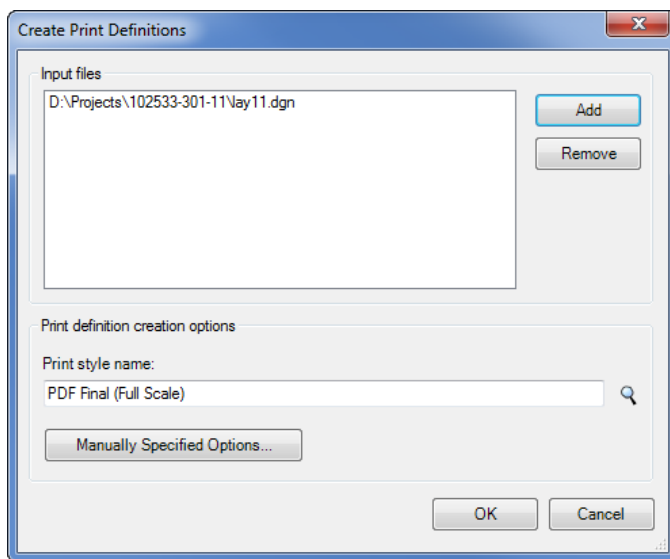 Create Print Definitions
Input files
D:\Projects\102533-301-11\lay11.dgn
Add
Remove
Print definition creation options
Print style name:
PDF Final (Full Scale)
Manually Specified Options...
OK
Cancel